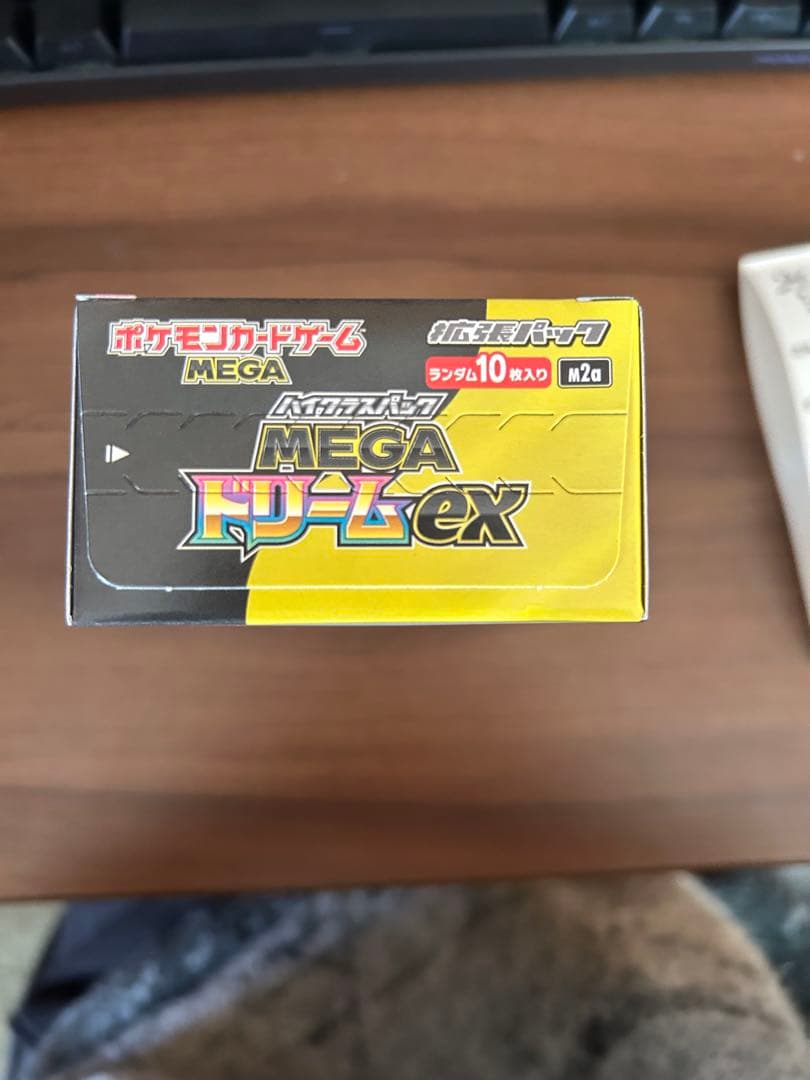 ポケモンカードゲーム
MEGA
拡張パック
ランダム10枚入り M2a
ハイクラスパック
MEGA
ドリームex